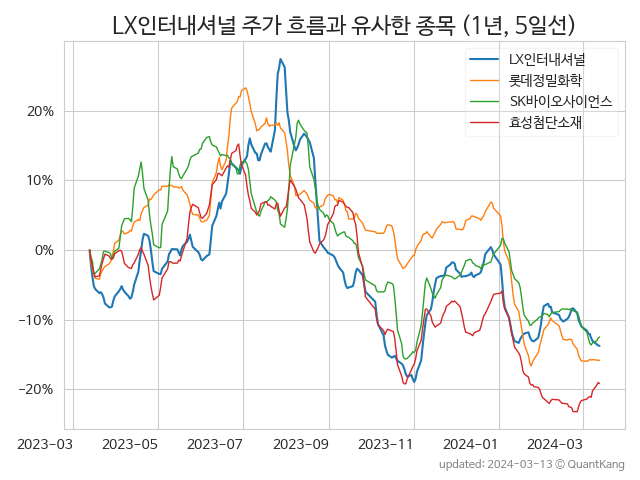 LX인터내셔널 주가 흐름과 유사한 종목 (1년, 5일선)
LX인터내셔널
롯데정밀화학
SK바이오사이언스
효성첨단소재
20%
10%
0%
−10%
−20%
2023-03
2023-05
2023-07
2023-09
2023-11
2024-01
2024-03
updated: 2024-03-13 © QuantKang